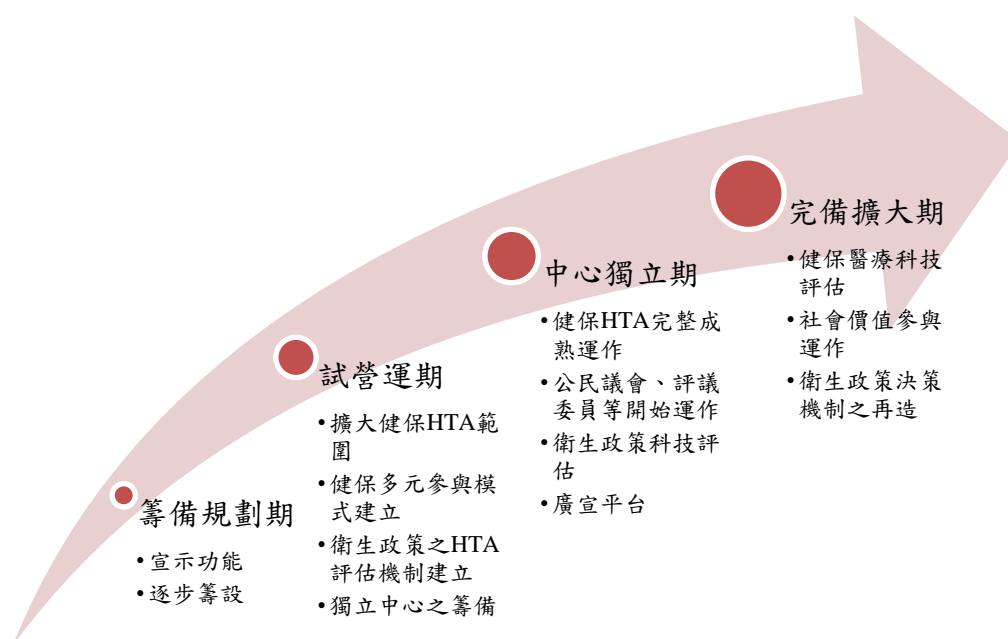 籌備規劃期
•宣示功能
•逐步籌設
試營運期
•擴大健保HTA範
圍
•健保多元參與模
式建立
•衛生政策之HTA
評估機制建立
•獨立中心之籌備
中心獨立期
•健保HTA完整成
熟運作
•公民議會、評議
委員等開始運作
•衛生政策科技評
估
•廣宣平台
完備擴大期
•健保醫療科技
評估
•社會價值參與
運作
•衛生政策決策
機制之再造